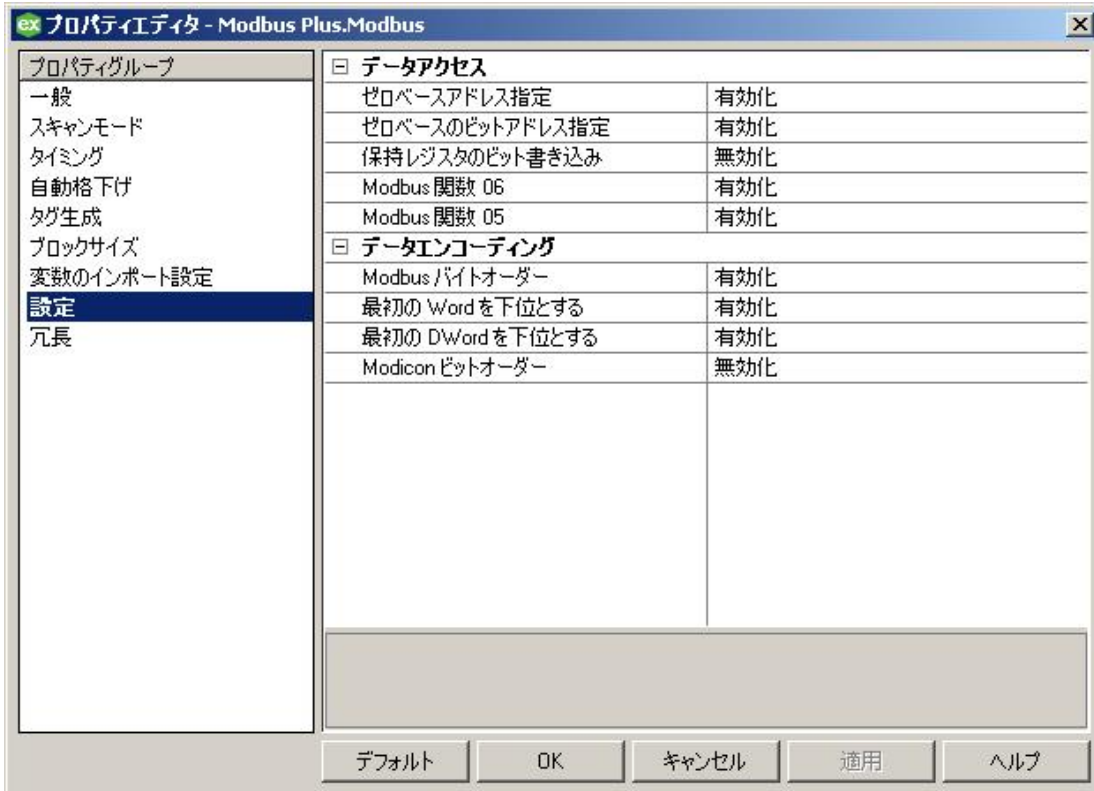 ex プロパティエディタ - Modbus Plus.Modbus
プロパティグループ
一般
スキャンモード
タイミング
自動格下げ
タグ生成
ブロックサイズ
変数のインポート設定
設定
冗長
データアクセス
ゼロベースアドレス指定 有効化
ゼロベースのビットアドレス指定 有効化
保持レジスタのビット書き込み 無効化
Modbus 関数 06 有効化
Modbus 関数 05 有効化
データエンコーディング
Modbus バイトオーダー 有効化
最初の Word を下位とする 有効化
最初の DWord を下位とする 有効化
Modicon ビットオーダー 無効化
デフォルト OK キャンセル 適用 ヘルプ